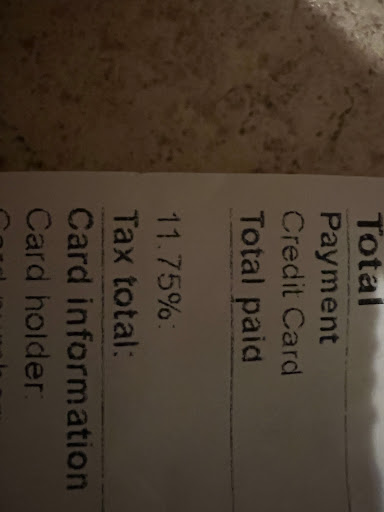 Total
Payment
Credit Card
Total paid
11.75%:
Tax total:
Card information
Card holder: